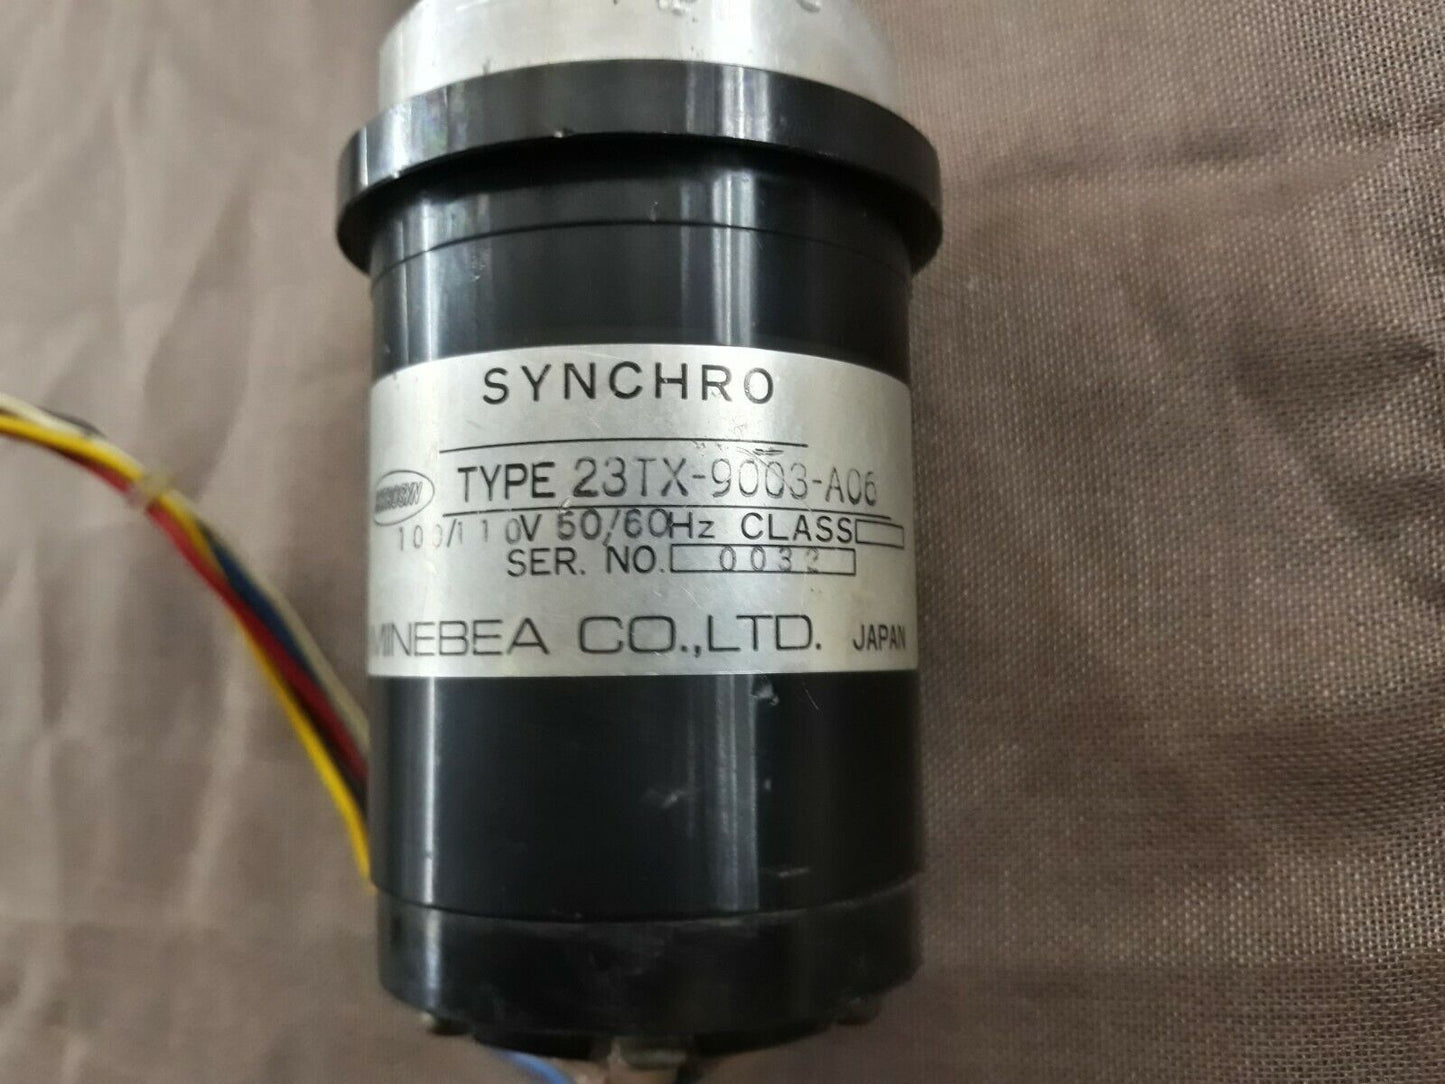 SYNCHRO
TYPE 23TX-9003-A06
100/110V 50/60Hz CLASS
SER. NO. 0032
MINEBEA CO.,LTD. JAPAN